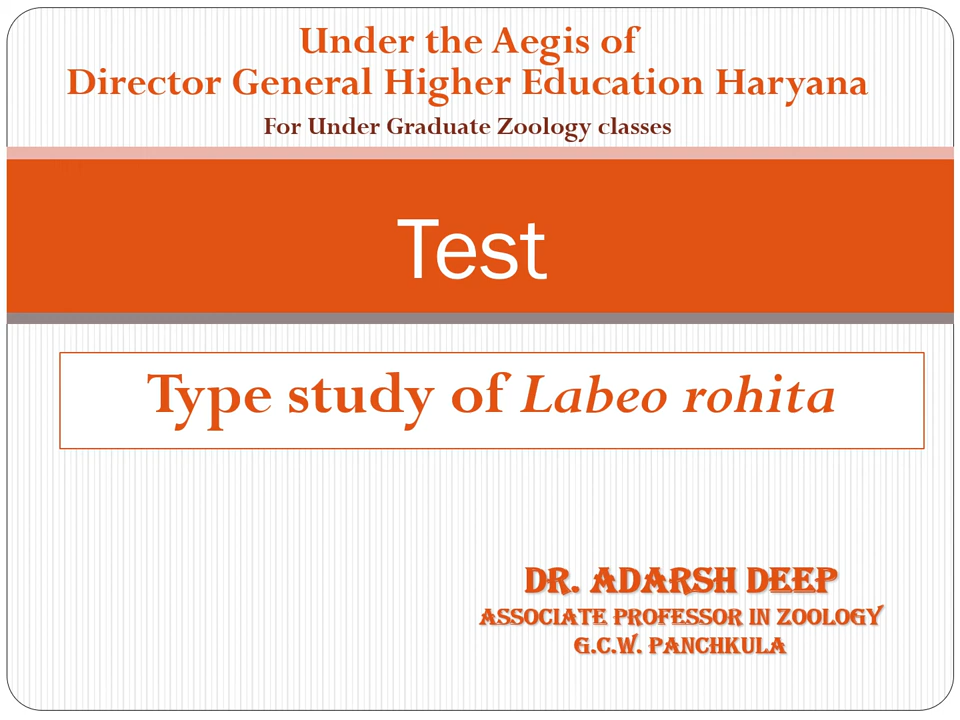 Under the Aegis of
Director General Higher Education Haryana
For Under Graduate Zoology classes
Test
Type study of Labeo rohita
DR. ADARSH DEEP
ASSOCIATE PROFESSOR IN ZOOLOGY
G.C.W. PANCHKULA